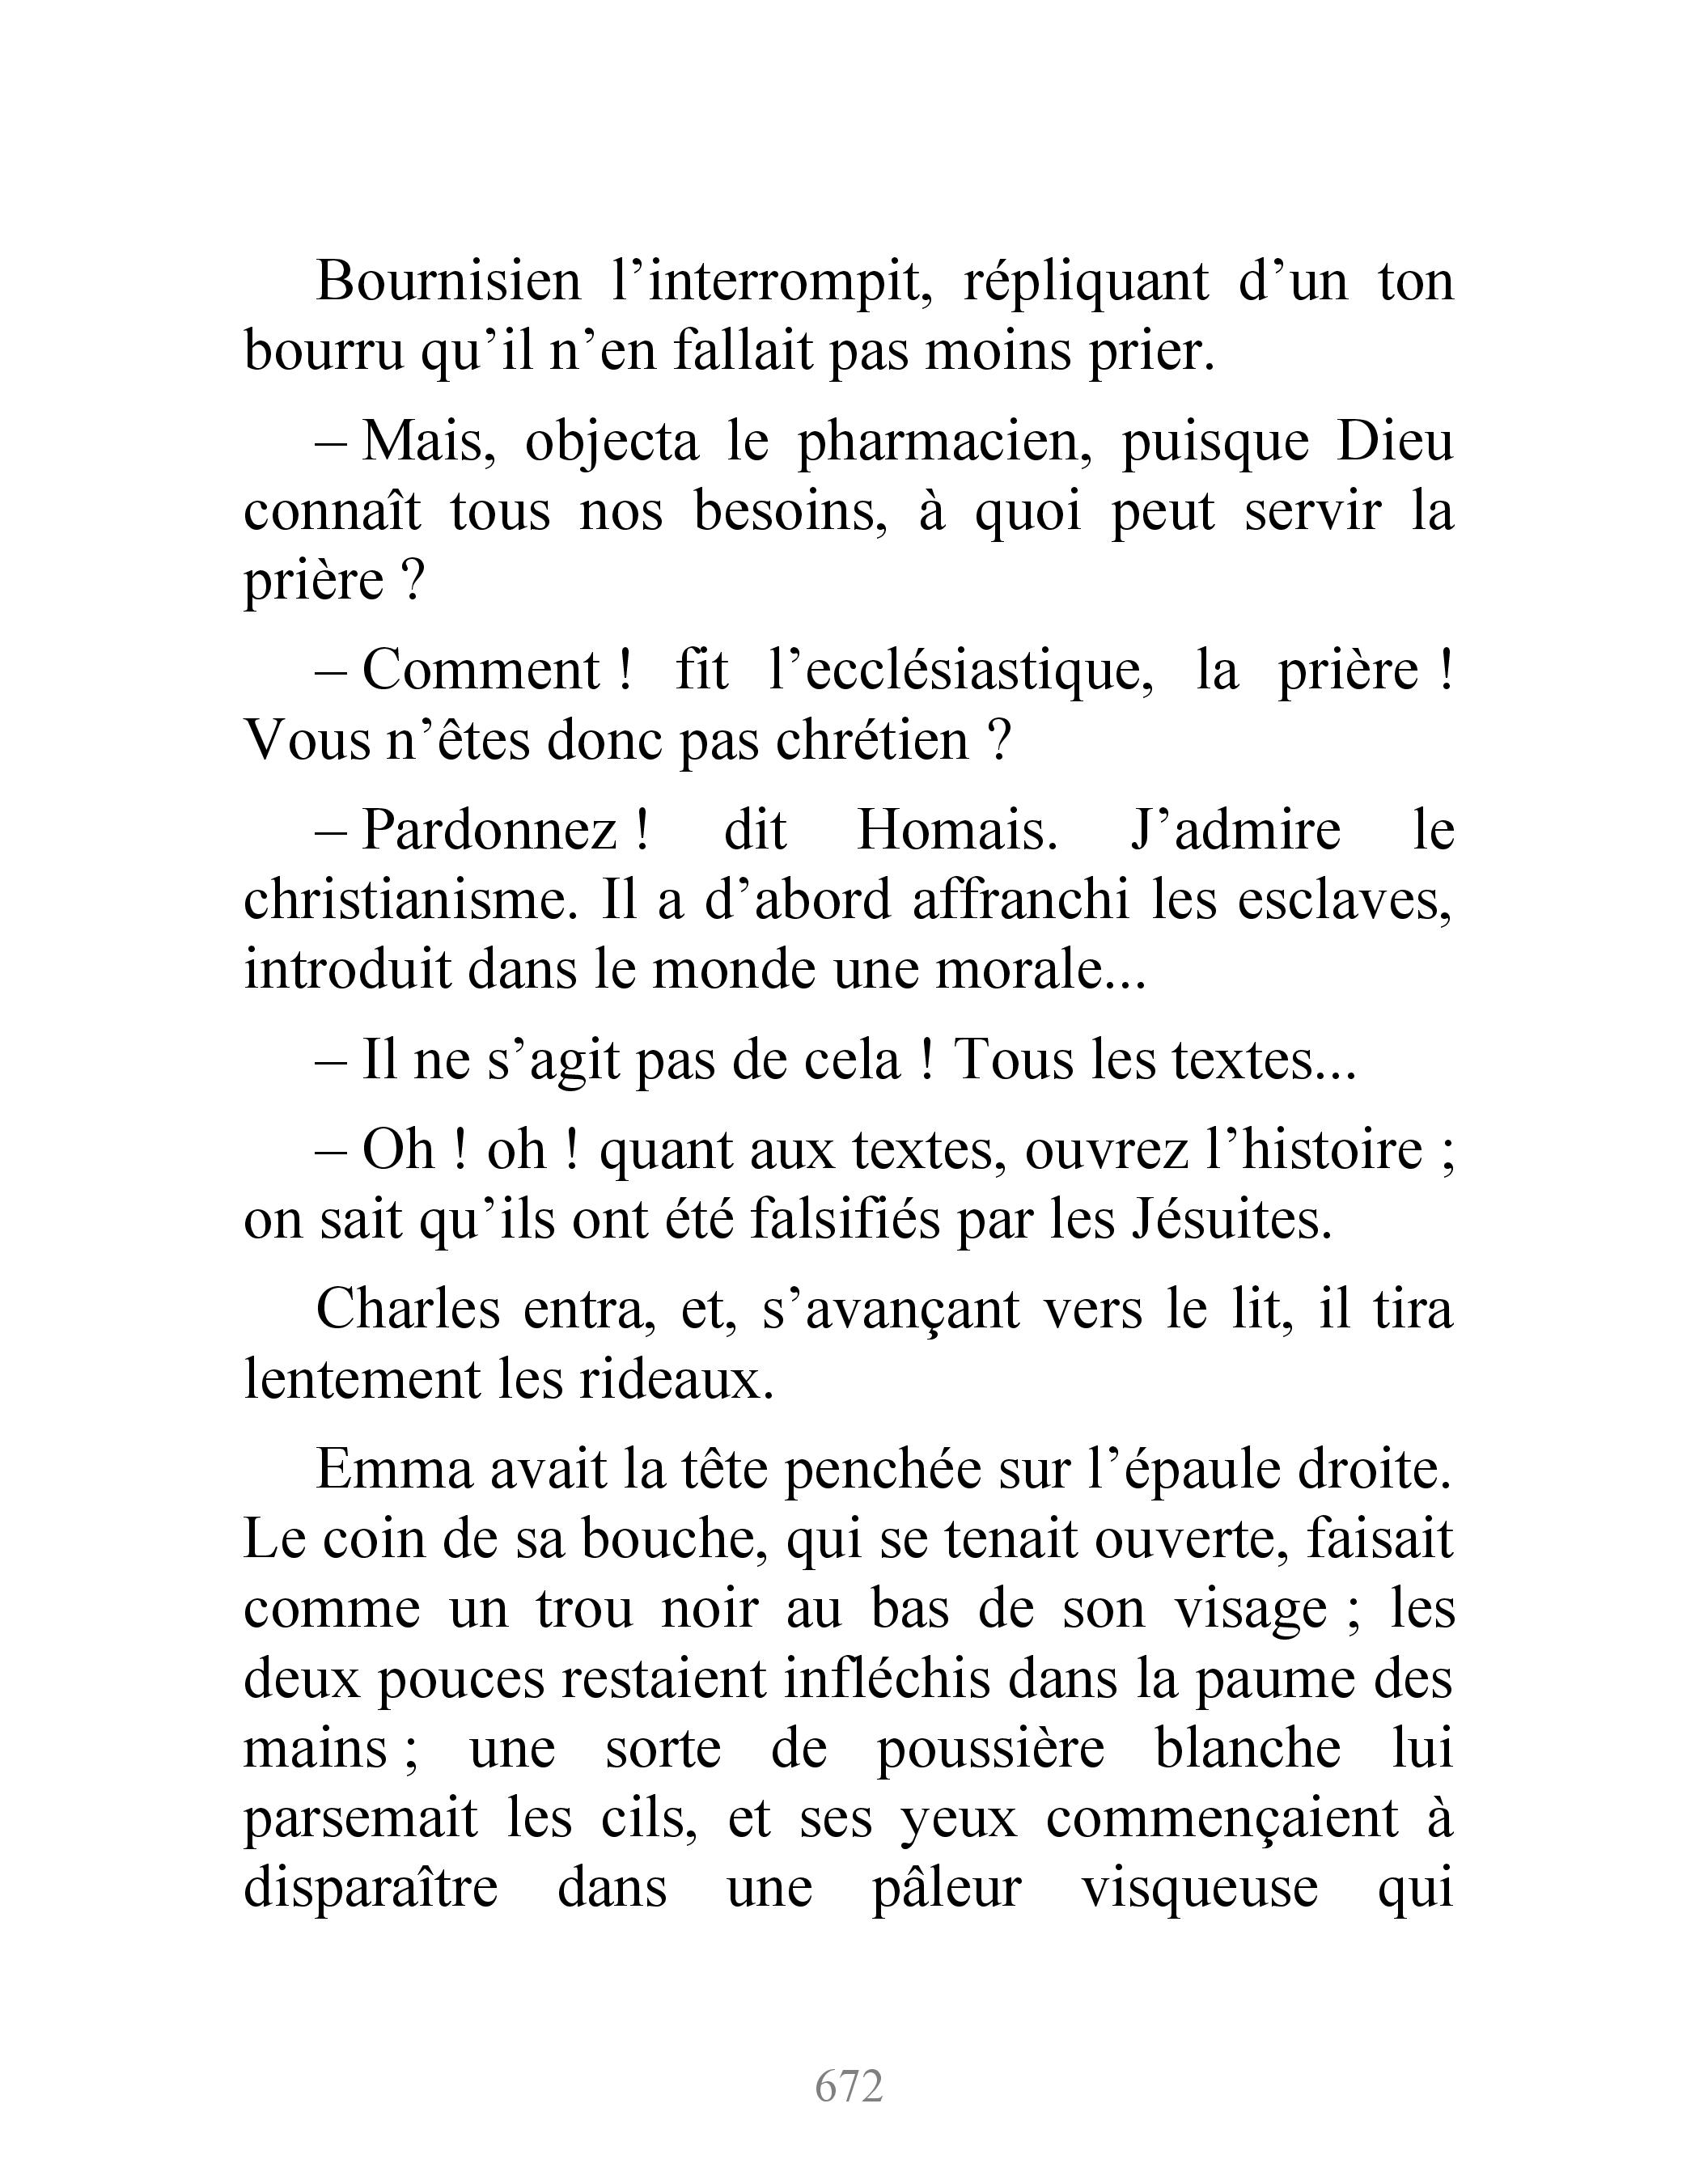 Bournisien l’interrompit, répliquant d’un ton
bourru qu’il n’en fallait pas moins prier.
– Mais, objecta le pharmacien, puisque Dieu
connaît tous nos besoins, à quoi peut servir la
prière ?
– Comment ! fit l’ecclésiastique, la prière !
Vous n’êtes donc pas chrétien ?
– Pardonnez ! dit Homais. J’admire le
christianisme. Il a d’abord affranchi les esclaves,
introduit dans le monde une morale...
– Il ne s’agit pas de cela ! Tous les textes...
– Oh ! oh ! quant aux textes, ouvrez l’histoire ;
on sait qu’ils ont été falsifiés par les Jésuites.
Charles entra, et, s’avançant vers le lit, il tira
lentement les rideaux.
Emma avait la tête penchée sur l’épaule droite.
Le coin de sa bouche, qui se tenait ouverte, faisait
comme un trou noir au bas de son visage ; les
deux pouces restaient infléchis dans la paume des
mains ; une sorte de poussière blanche lui
parsemait les cils, et ses yeux commençaient à
disparaître dans une pâleur visqueuse qui
672